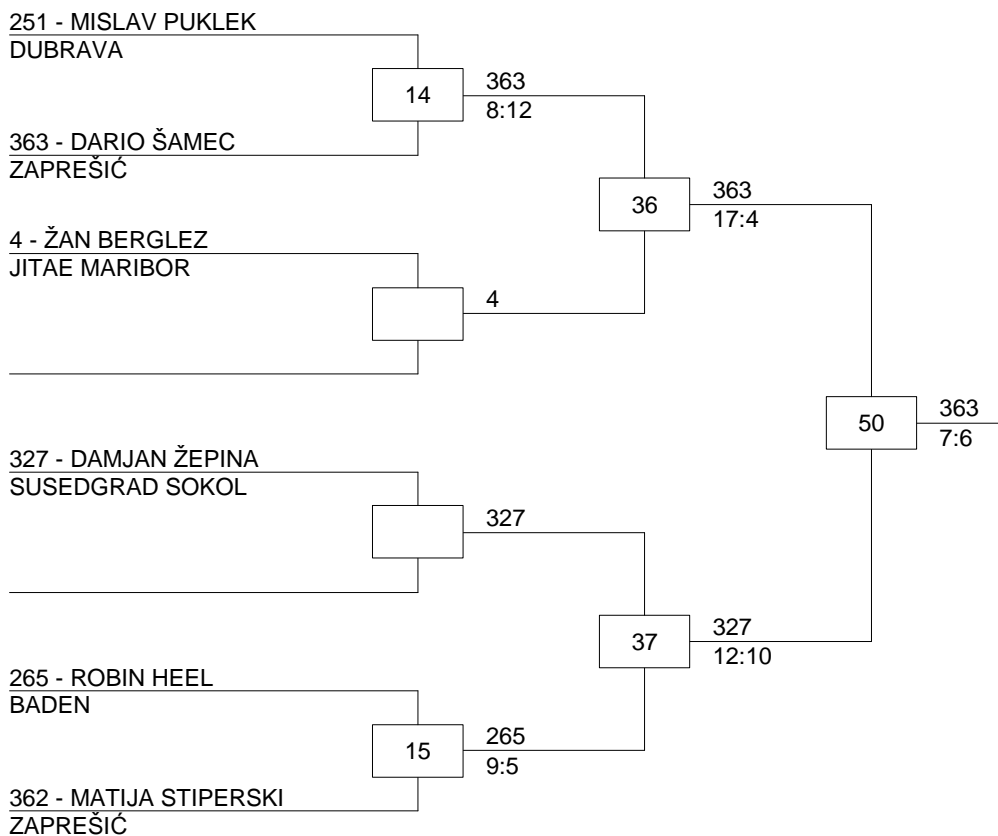 251 - MISLAV PUKLEK
DUBRAVA
14
363
8:12
363 - DARIO ŠAMEC
ZAPREŠIĆ
36
363
17:4
4 - ŽAN BERGLEZ
JITAE MARIBOR
4
50
363
7:6
327 - DAMJAN ŽEPINA
SUSEDGRAD SOKOL
327
37
327
12:10
265 - ROBIN HEEL
BADEN
15
265
9:5
362 - MATIJA STIPERSKI
ZAPREŠIĆ